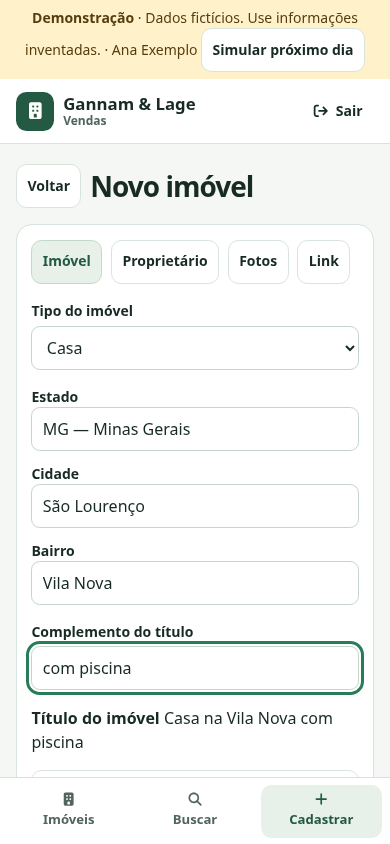 Demonstração · Dados fictícios. Use informações
inventadas. · Ana Exemplo Simular próximo dia
Gannam & Lage
Vendas
Sair
Voltar Novo imóvel
Imóvel Proprietário Fotos Link
Tipo do imóvel
Casa
Estado
MG — Minas Gerais
Cidade
São Lourenço
Bairro
Vila Nova
Complemento do título
com piscina
Título do imóvel Casa na Vila Nova com
piscina
Imóveis Buscar Cadastrar